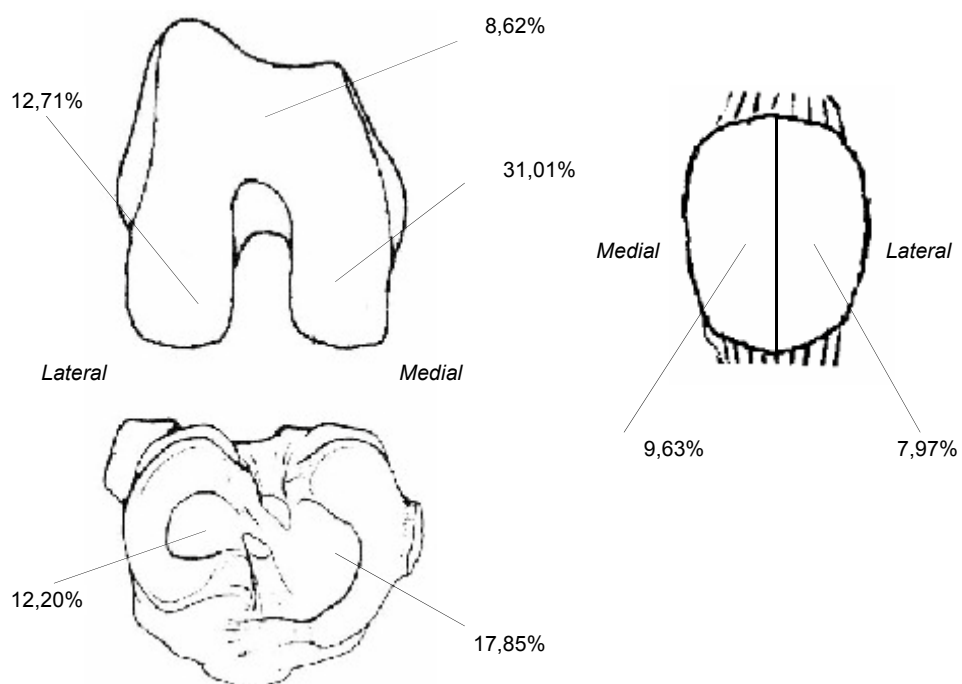 8,62%
12,71%
31,01%
Medial
Lateral
Lateral
Medial
9,63%
7,97%
12,20%
17,85%